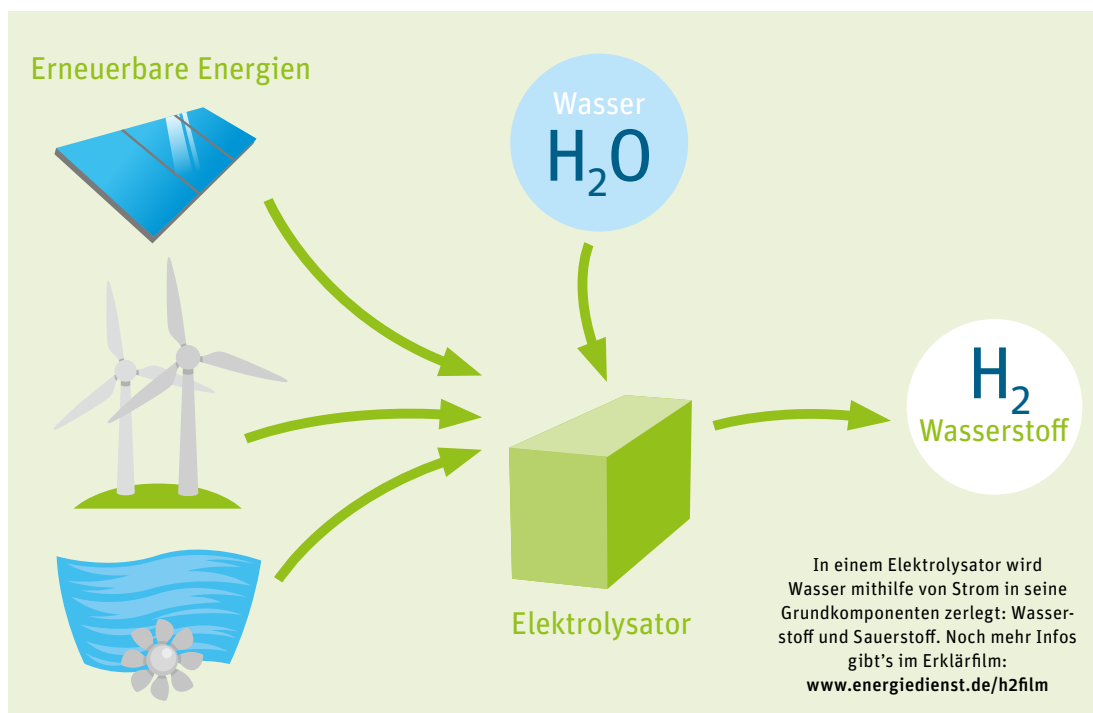 Erneuerbare Energien
Wasser
H₂O
H₂
Wasserstoff
Elektrolysator
In einem Elektrolysator wird
Wasser mithilfe von Strom in seine
Grundkomponenten zerlegt: Wasser-
stoff und Sauerstoff. Noch mehr Infos
gibt's im Erklärfilm:
www.energiedienst.de/h2film